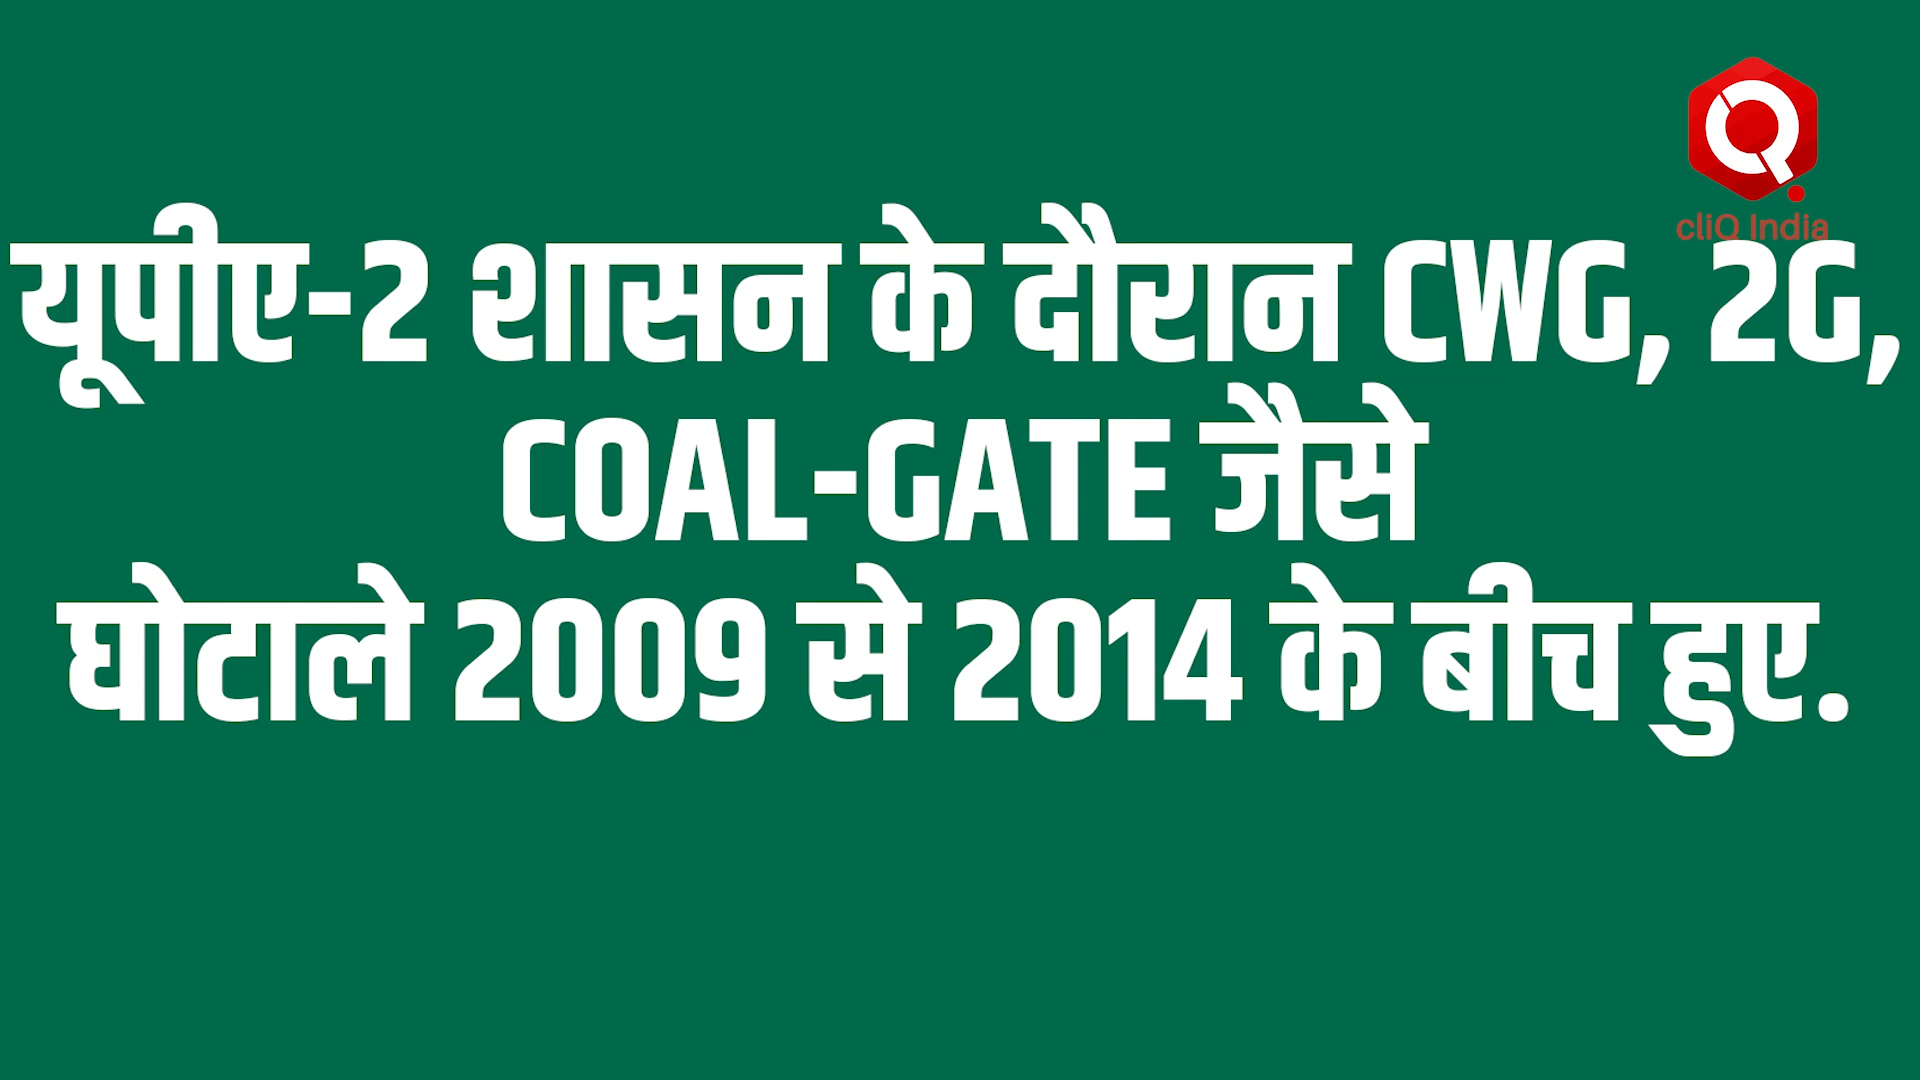 cliQ India
यूपीए-2 शासन के दौरान CWG, 2G,
COAL-GATE जैसे
घोटाले 2009 से 2014 के बीच हुए.